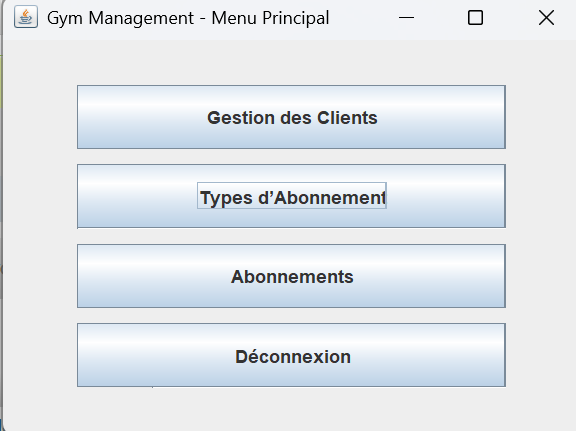 Gym Management - Menu Principal
Gestion des Clients
Types d’Abonnement
Abonnements
Déconnexion